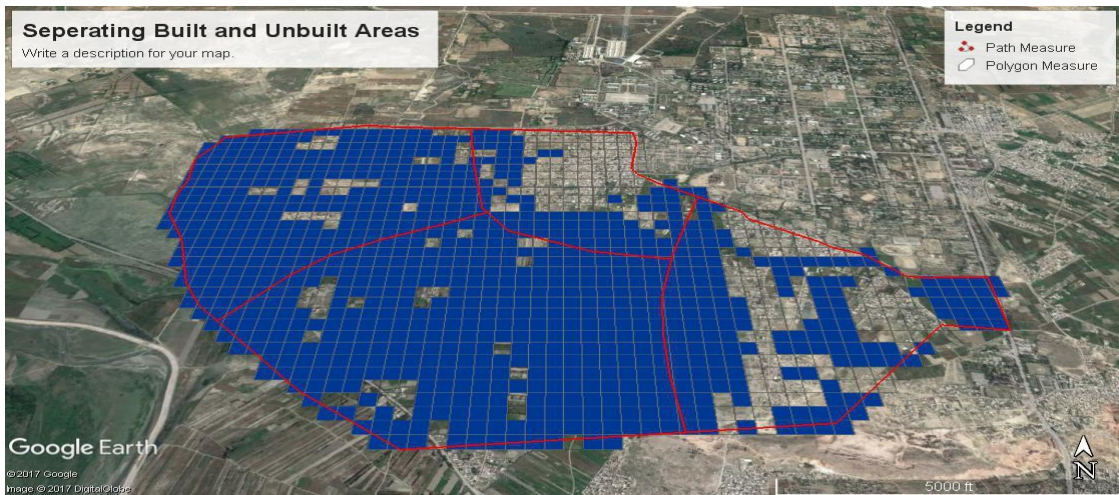 Seperating Built and Unbuilt Areas
Write a description for your map.
Legend
Path Measure
Polygon Measure
Google Earth
©2017 Google
Image © 2017 DigitalGlobe
5000 ft
N